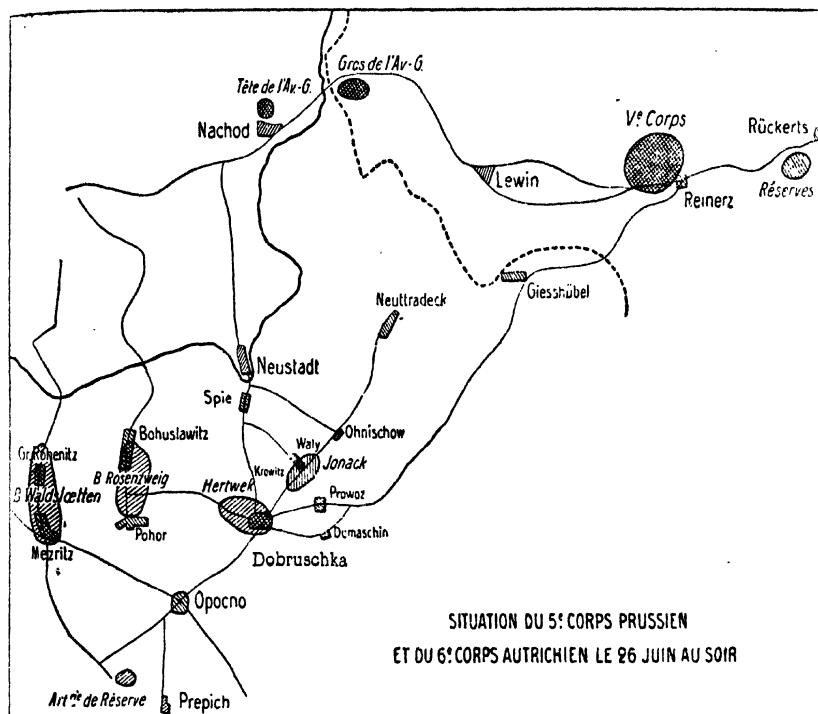 Gros de l'Av.-G.
Tête de l'Av.-G.
Nachod
Vᵉ Corps
Rückerts
Lewin
Réserves
Reinerz
Giesshübel
Neuttradeck
Neustadt
Spie
Bohuslawitz
Ohnischow
Waly
Gr. Rohenitz
Krowitz
Jonack
B Rosenzweig
Hertwek
B Waldstœtten
Prowoz
Pohor
Domaschin
Mezritz
Dobruschka
Opocno
SITUATION DU 5ᵉ CORPS PRUSSIEN
ET DU 6ᵉ CORPS AUTRICHIEN LE 26 JUIN AU SOIR
Artᵉʳⁱᵉ de Réserve
Prepich